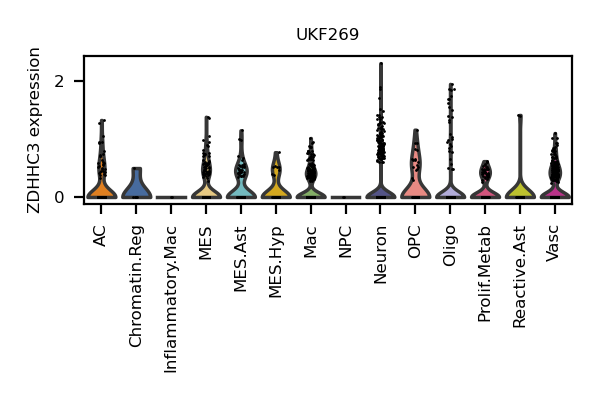 UKF269
ZDHHC3 expression
2
0
AC
Chromatin.Reg
Inflammatory.Mac
MES
MES.Ast
MES.Hyp
Mac
NPC
Neuron
OPC
Oligo
Prolif.Metab
Reactive.Ast
Vasc